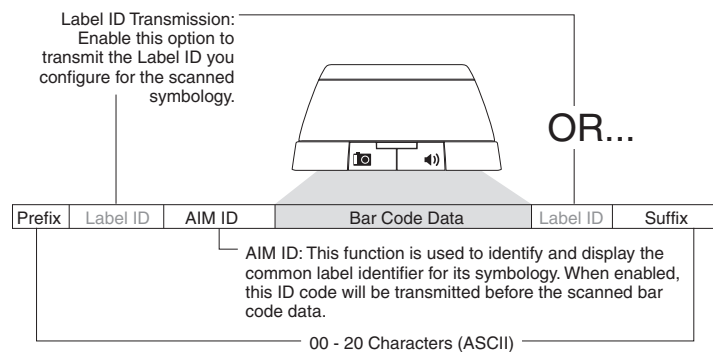 Label ID Transmission:
Enable this option to
transmit the Label ID you
configure for the scanned
symbology.
OR...
Prefix Label ID AIM ID Bar Code Data Label ID Suffix
AIM ID: This function is used to identify and display the
common label identifier for its symbology. When enabled,
this ID code will be transmitted before the scanned bar
code data.
00 - 20 Characters (ASCII)